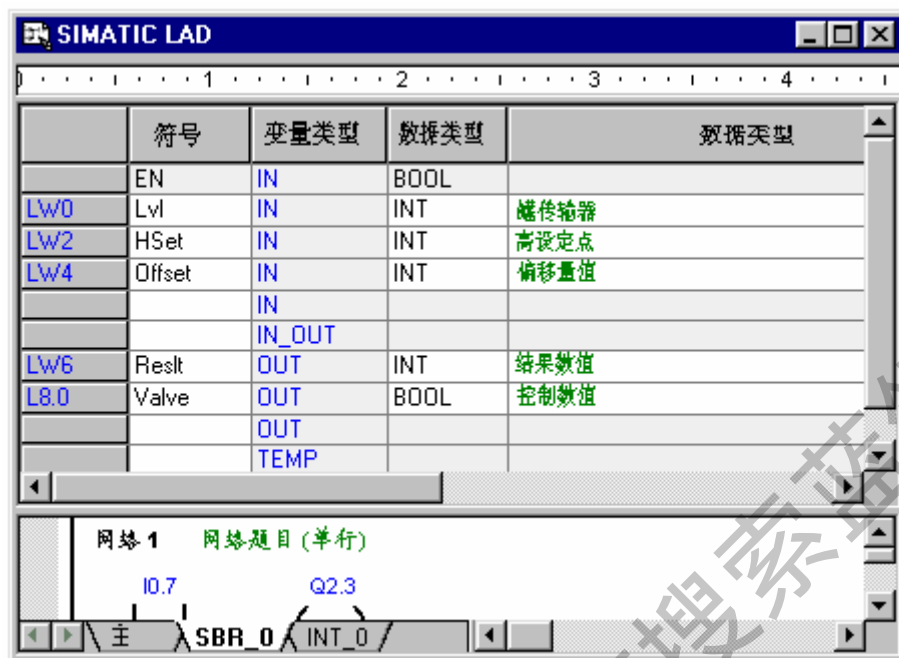 SIMATIC LAD
1 2 3 4
符号 变量类型 数据类型 数据类型
EN IN BOOL
LW0 Lvl IN INT 罐传输器
LW2 HSet IN INT 高设定点
LW4 Offset IN INT 偏移量值
IN
IN_OUT
LW6 Reslt OUT INT 结果数值
L8.0 Valve OUT BOOL 控制数值
OUT
TEMP
网络 1 网络题目 (单行)
I0.7 Q2.3
主 SBR_0 INT_0
搜索蓝